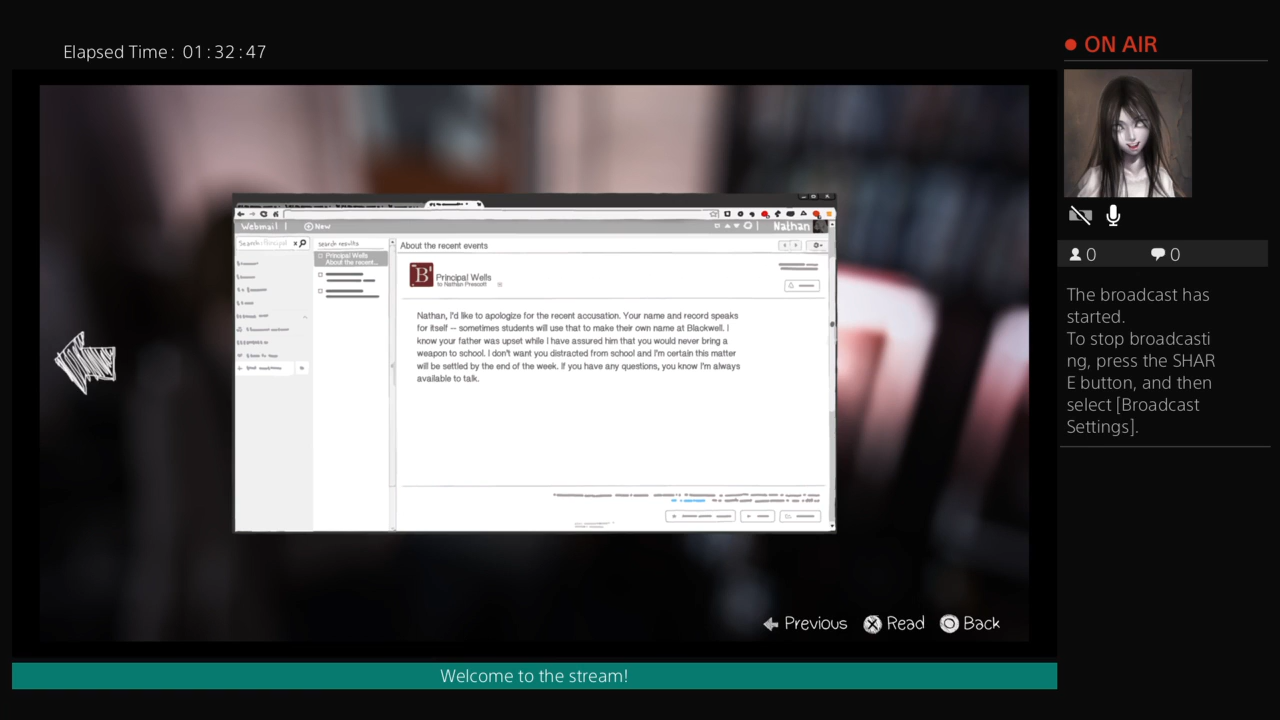 Elapsed Time: 01:32:47
ON AIR
Webmail
New
Nathan
Search: Principal
search results
About the recent events
Principal Wells
About the recent...
B
Principal Wells
to Nathan Prescott
Nathan, I'd like to apologize for the recent accusation. Your name and record speaks
for itself -- sometimes students will use that to make their own name at Blackwell. I
know your father was upset while I have assured him that you would never bring a
weapon to school. I don't want you distracted from school and I'm certain this matter
will be settled by the end of the week. If you have any questions, you know I'm always
available to talk.
0
0
The broadcast has
started.
To stop broadcasti
ng, press the SHAR
E button, and then
select [Broadcast
Settings].
Previous
Read
Back
Welcome to the stream!